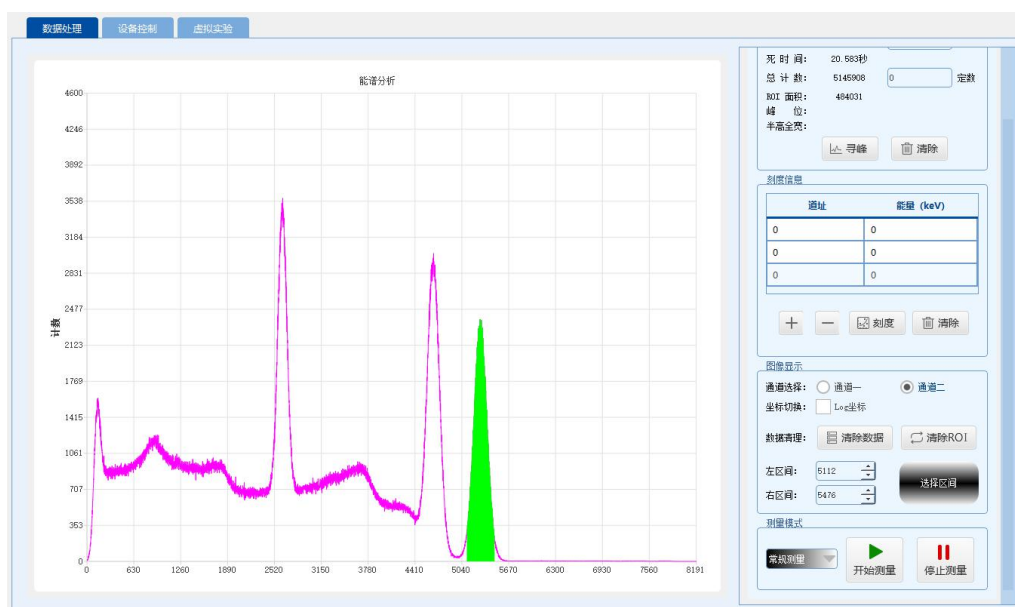 数据处理 设备控制 虚拟实验
能谱分析
4600
4246
3892
3538
3184
2831
2477
2123
1769
1415
1061
707
353
0
计数
0 630 1260 1890 2520 3150 3780 4410 5040 5670 6300 6930 7560 8191
死时间: 20.583秒
总计数: 5145908 0 定数
ROI 面积: 484031
峰 位:
半高全宽:
寻峰 清除
刻度信息
道址 能量 (keV)
0 0
0 0
0 0
+ − 刻度 清除
图像显示
通道选择: 通道一 通道二
坐标切换: Log坐标
数据清理: 清除数据 清除ROI
左区间: 5112
右区间: 5476
选择区间
测量模式
常规测量 开始测量 停止测量